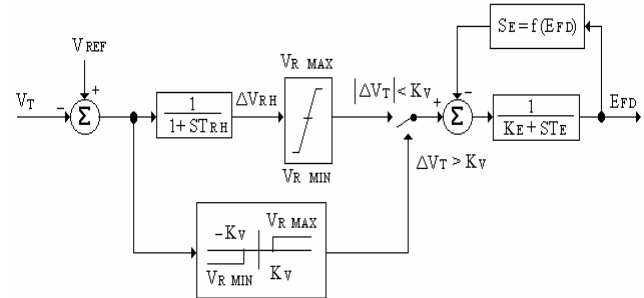 SE=f(EFD)
VREF
+
VT
-
Σ
1
1+STRH
ΔVRH
VR MAX
VR MIN
|ΔVT|<KV
+
-
Σ
1
KE+STE
EFD
ΔVT>KV
-KV
VR MAX
VR MIN
KV